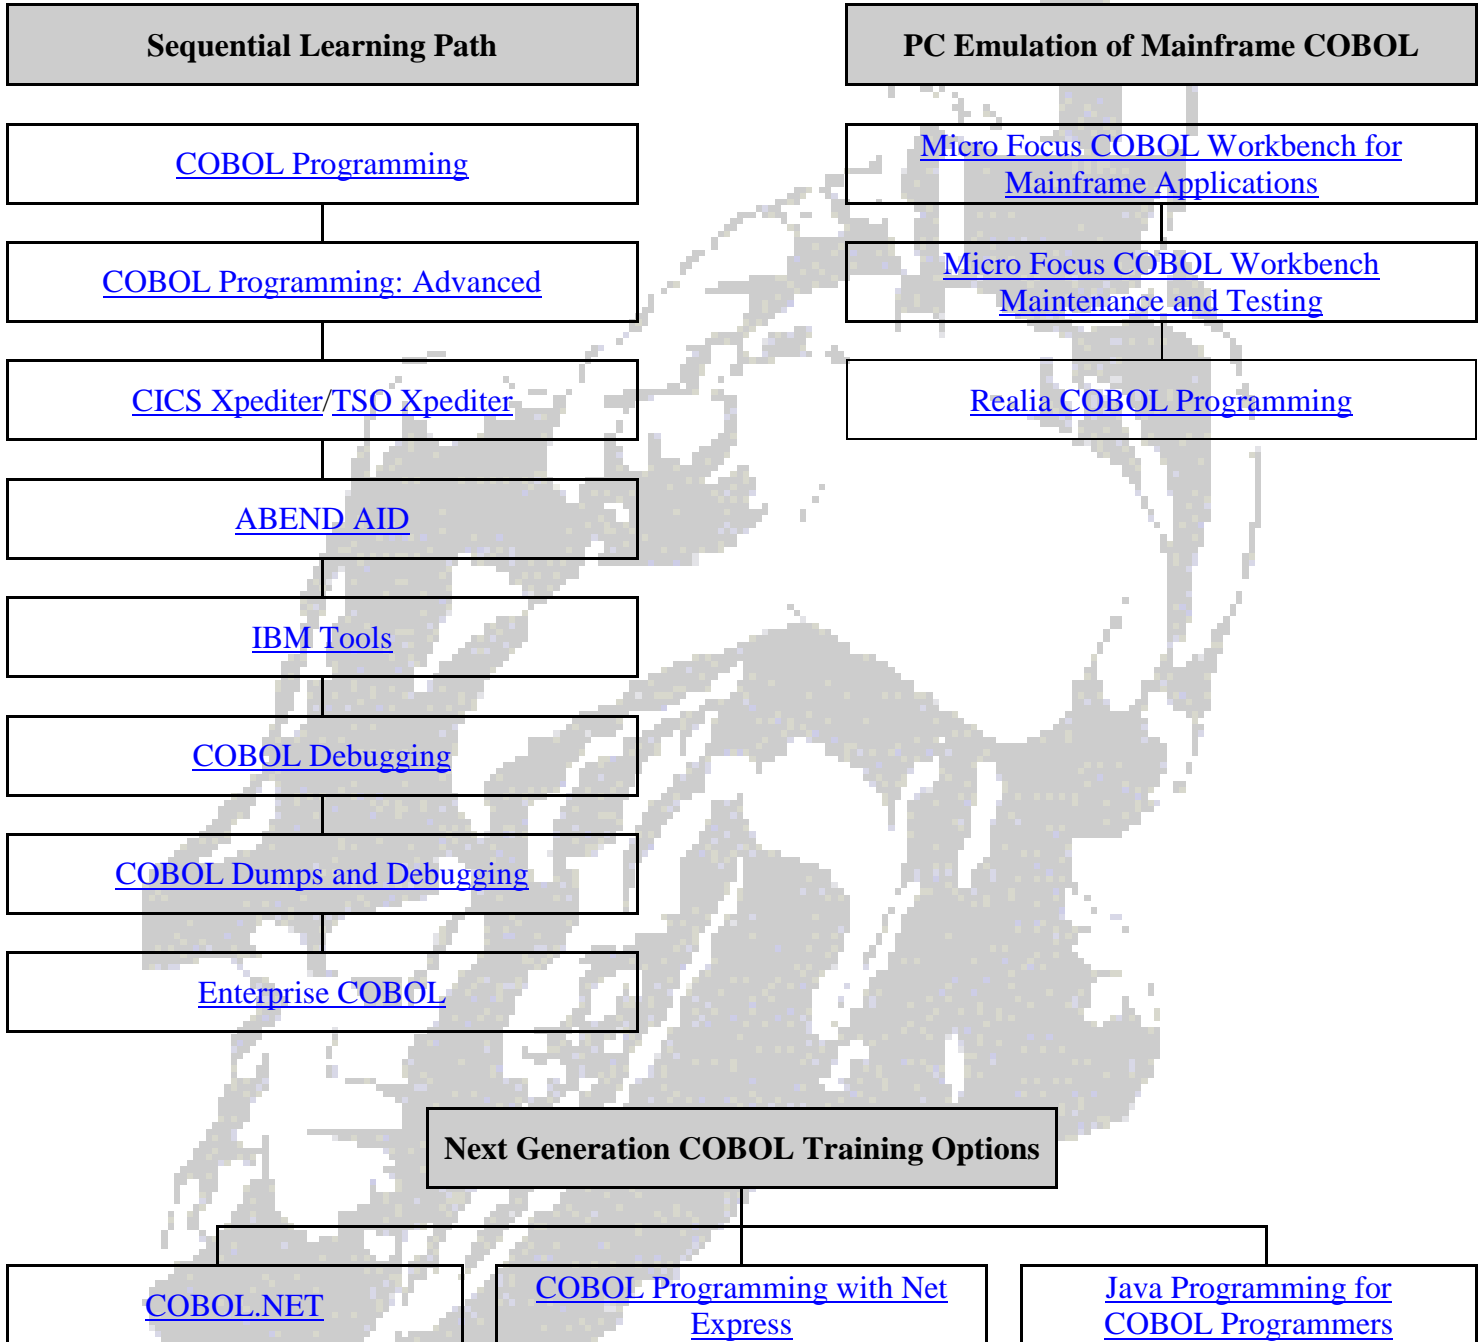 Sequential Learning Path
COBOL Programming
COBOL Programming: Advanced
CICS Xpediter/TSO Xpediter
ABEND AID
IBM Tools
COBOL Debugging
COBOL Dumps and Debugging
Enterprise COBOL
PC Emulation of Mainframe COBOL
Micro Focus COBOL Workbench for
Mainframe Applications
Micro Focus COBOL Workbench
Maintenance and Testing
Realia COBOL Programming
Next Generation COBOL Training Options
COBOL.NET
COBOL Programming with Net
Express
Java Programming for
COBOL Programmers